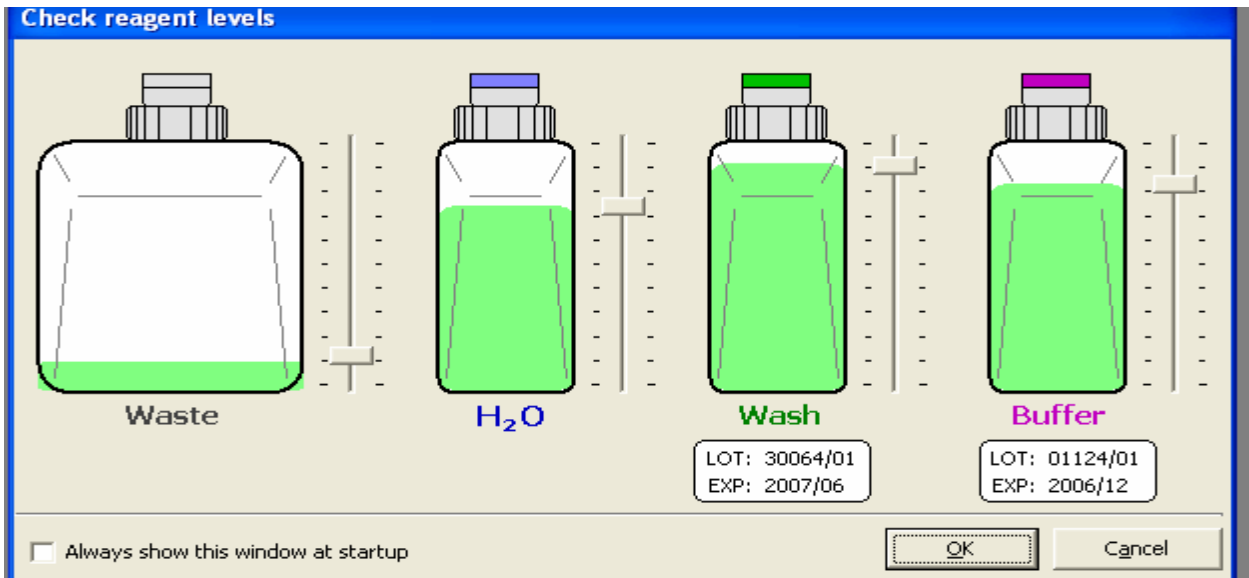 Check reagent levels
Waste
H₂O
Wash
Buffer
LOT: 30064/01
EXP: 2007/06
LOT: 01124/01
EXP: 2006/12
Always show this window at startup
OK
Cancel